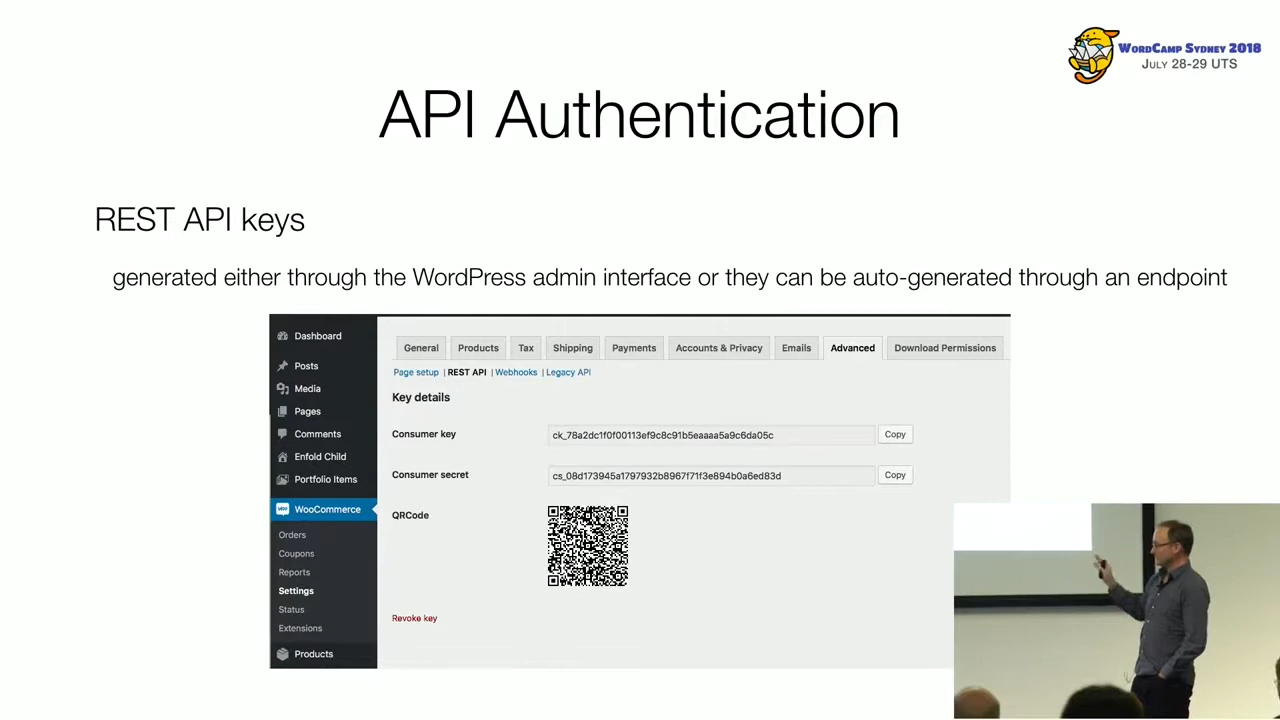 WordCamp Sydney 2018
July 28-29 UTS
API Authentication
REST API keys
generated either through the WordPress admin interface or they can be auto-generated through an endpoint
Dashboard
Posts
Media
Pages
Comments
Enfold Child
Portfolio Items
WooCommerce
Orders
Coupons
Reports
Settings
Status
Extensions
Products
General Products Tax Shipping Payments Accounts & Privacy Emails Advanced Download Permissions
Page setup | REST API | Webhooks | Legacy API
Key details
Consumer key ck_78a2dc1f0f00113ef9c8c91b5eaaaa5a9c6da05c Copy
Consumer secret cs_08d173945a1797932b8967f71f3e894b0a6ed83d Copy
QRCode
Revoke key